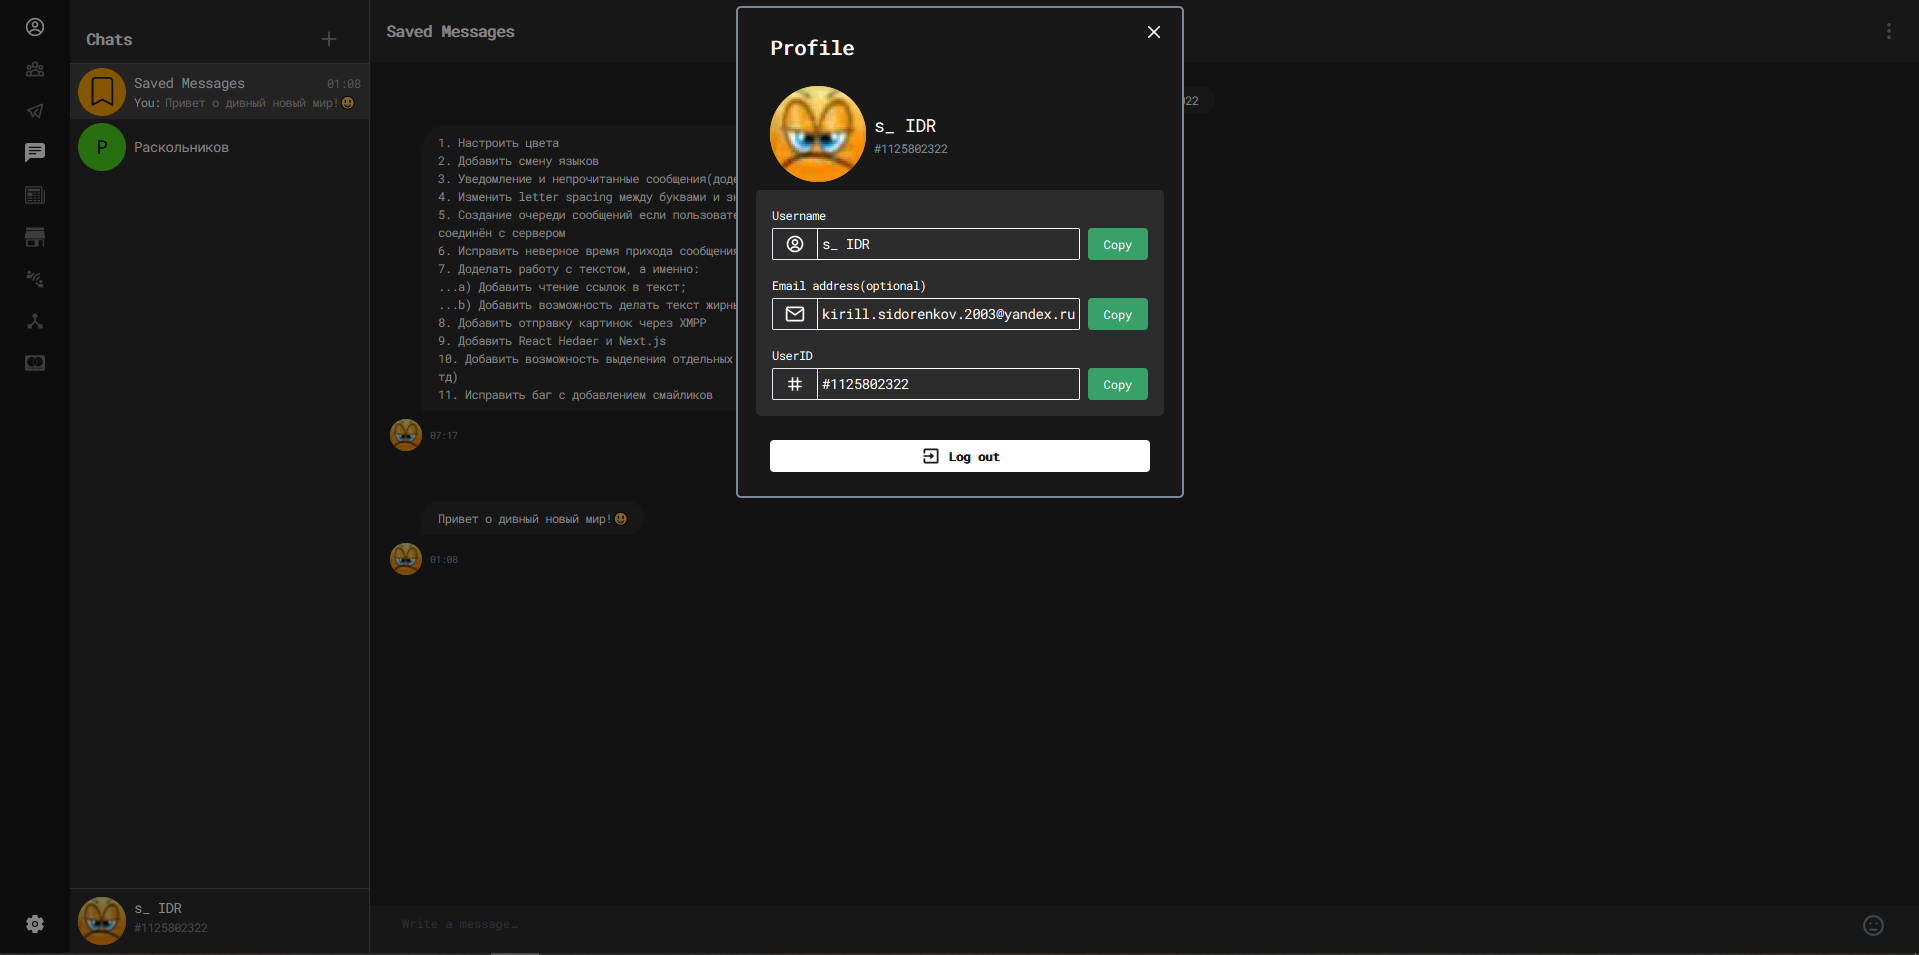 Chats
Saved Messages 01:08
You: Привет о дивный новый мир!😃
P
Раскольников
s_ IDR
#1125802322
Saved Messages
22
1. Настроить цвета
2. Добавить смену языков
3. Уведомление и непрочитанные сообщения(
4. Изменить letter spacing между буквами и
5. Создание очереди сообщений если
соединён с сервером
6. Исправить неверное время прихода сообщения
7. Доделать работу с текстом, а именно:
...a) Добавить чтение ссылок в текст;
...b) Добавить возможность делать текст
8. Добавить отправку картинок через XMPP
9. Добавить React Hedaer и Next.js
10. Добавить возможность выделения отдельных
тд)
11. Исправить баг с добавлением смайликов
07:17
Привет о дивный новый мир!😃
01:08
Write a message…
Profile
s_ IDR
#1125802322
Username
s_ IDR Copy
Email address(optional)
kirill.sidorenkov.2003@yandex.ru Copy
UserID
#1125802322 Copy
Log out